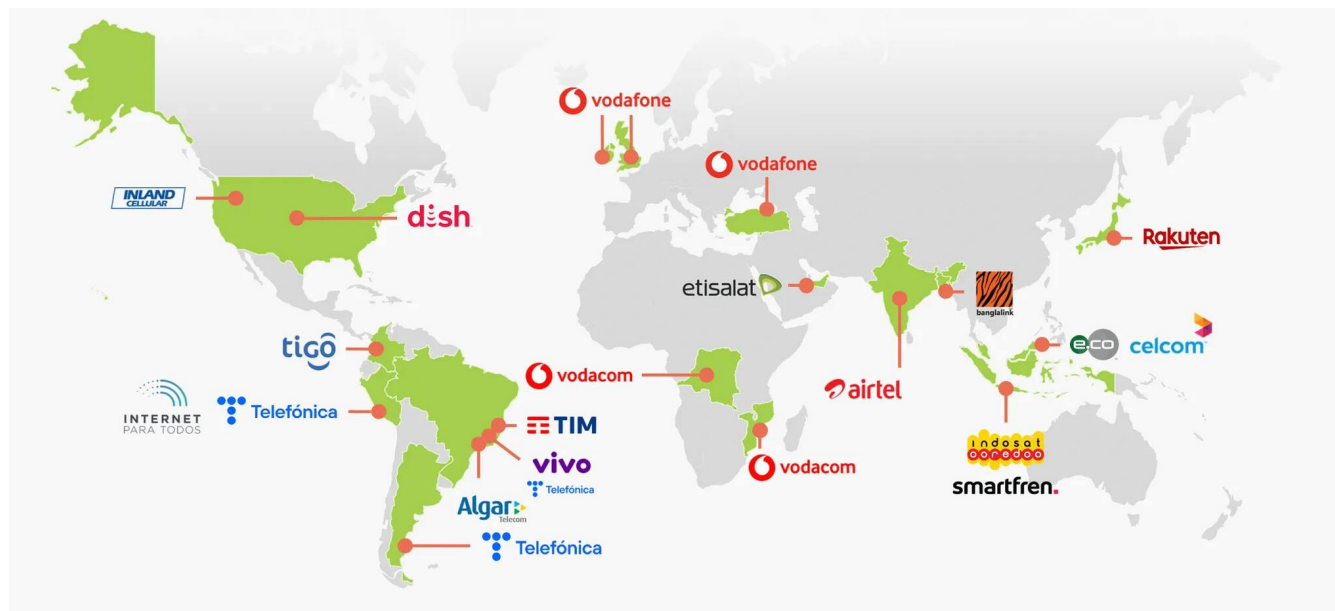 vodafone
vodafone
INLAND
CELLULAR
dish
Rakuten
etisalat
banglalink
e.co
celcom
tigo
vodacom
airtel
INTERNET
PARA TODOS
Telefónica
TIM
vivo
Telefónica
indosat
ooredoo
vodacom
smartfren.
Algar
telecom
Telefónica